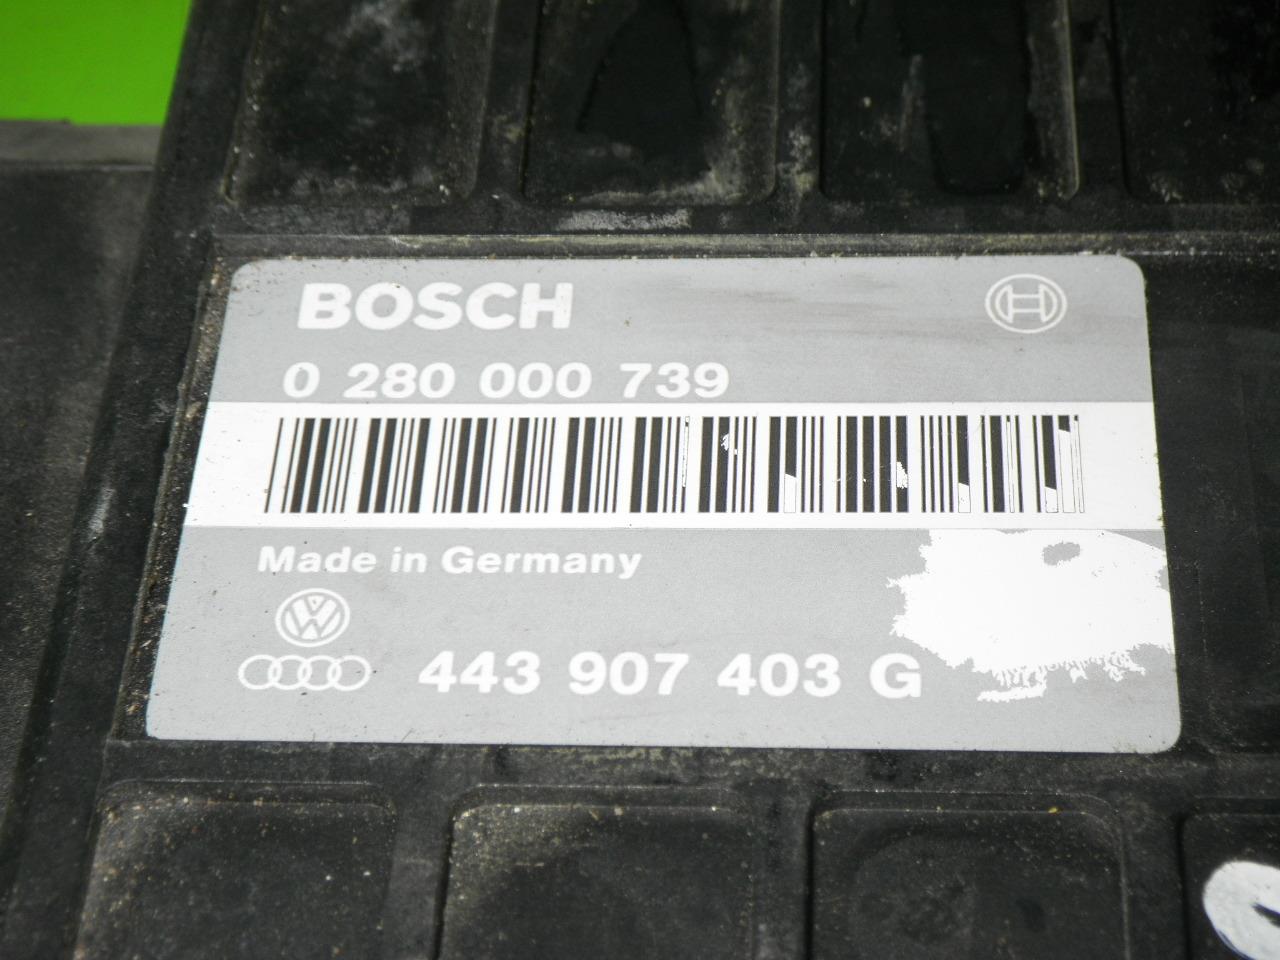 BOSCH
0 280 000 739
Made in Germany
443 907 403 G